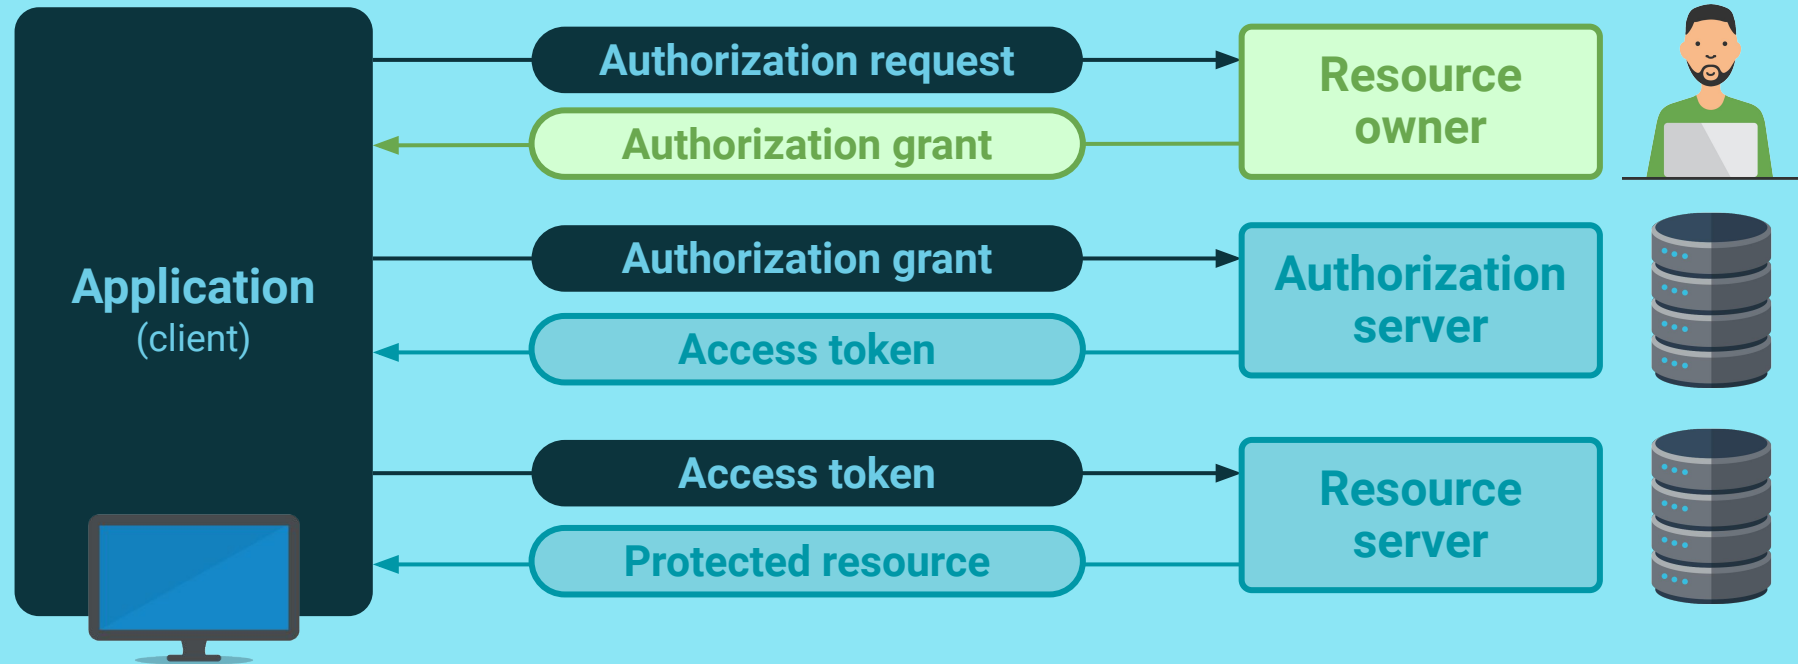 Application
(client)
Authorization request
Authorization grant
Resource
owner
Authorization grant
Access token
Authorization
server
Access token
Protected resource
Resource
server